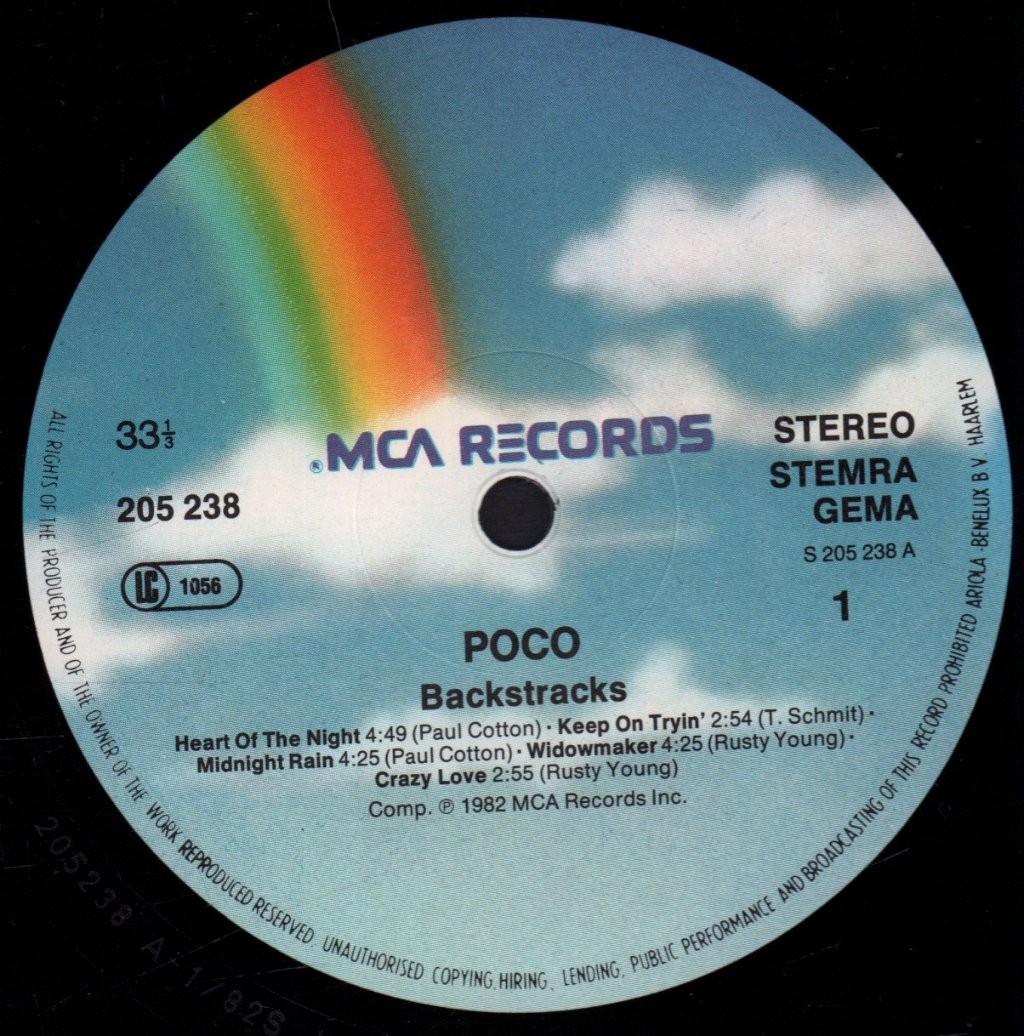 33⅓
205 238
LC 1056
® MCA RECORDS
STEREO
STEMRA
GEMA
S 205 238 A
1
POCO
Backstracks
Heart Of The Night 4:49 (Paul Cotton) · Keep On Tryin' 2:54 (T. Schmit) ·
Midnight Rain 4:25 (Paul Cotton) · Widowmaker 4:25 (Rusty Young) ·
Crazy Love 2:55 (Rusty Young)
Comp. ℗ 1982 MCA Records Inc.
ALL RIGHTS OF THE PRODUCER AND OF THE OWNER OF THE WORK REPRODUCED RESERVED. UNAUTHORISED COPYING, HIRING, LENDING, PUBLIC PERFORMANCE AND BROADCASTING OF THIS RECORD PROHIBITED ARIOLA-BENELUX B V. HAARLEM
205238 A-1/82S